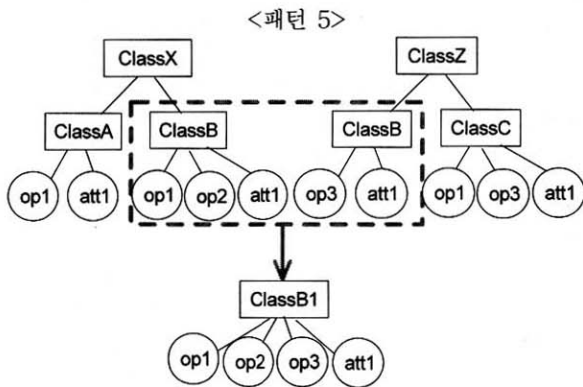 <패턴 5>
ClassX ClassZ
ClassA ClassB ClassB ClassC
op1 att1 op1 op2 att1 op3 att1 op1 op3 att1
ClassB1
op1 op2 op3 att1